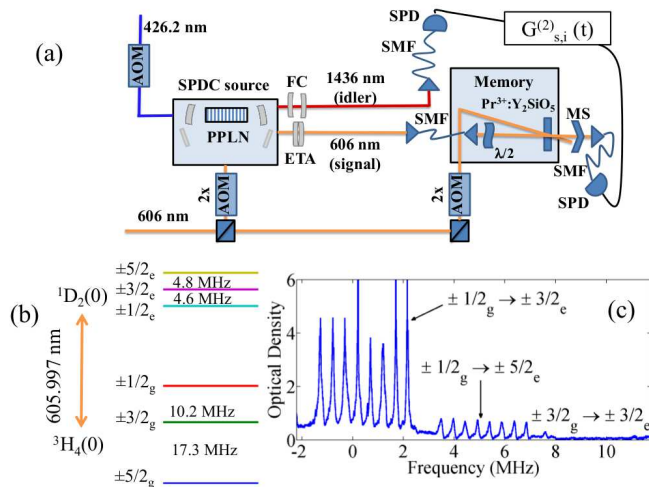 (a)
426.2 nm
AOM
SPDC source
PPLN
FC
ETA
1436 nm
(idler)
606 nm
(signal)
SPD
SMF
G(2)s,i (t)
SMF
Memory
Pr3+:Y2SiO5
λ/2
MS
SMF
SPD
2x
AOM
2x
AOM
606 nm
(b)
±5/2e
4.8 MHz
±3/2e
4.6 MHz
±1/2e
1D2(0)
605.997 nm
3H4(0)
±1/2g
10.2 MHz
±3/2g
17.3 MHz
±5/2g
(c)
Optical Density
6
4
2
0
± 1/2g → ± 3/2e
± 1/2g → ± 5/2e
± 3/2g → ± 3/2e
-2 0 2 4 6 8 10
Frequency (MHz)